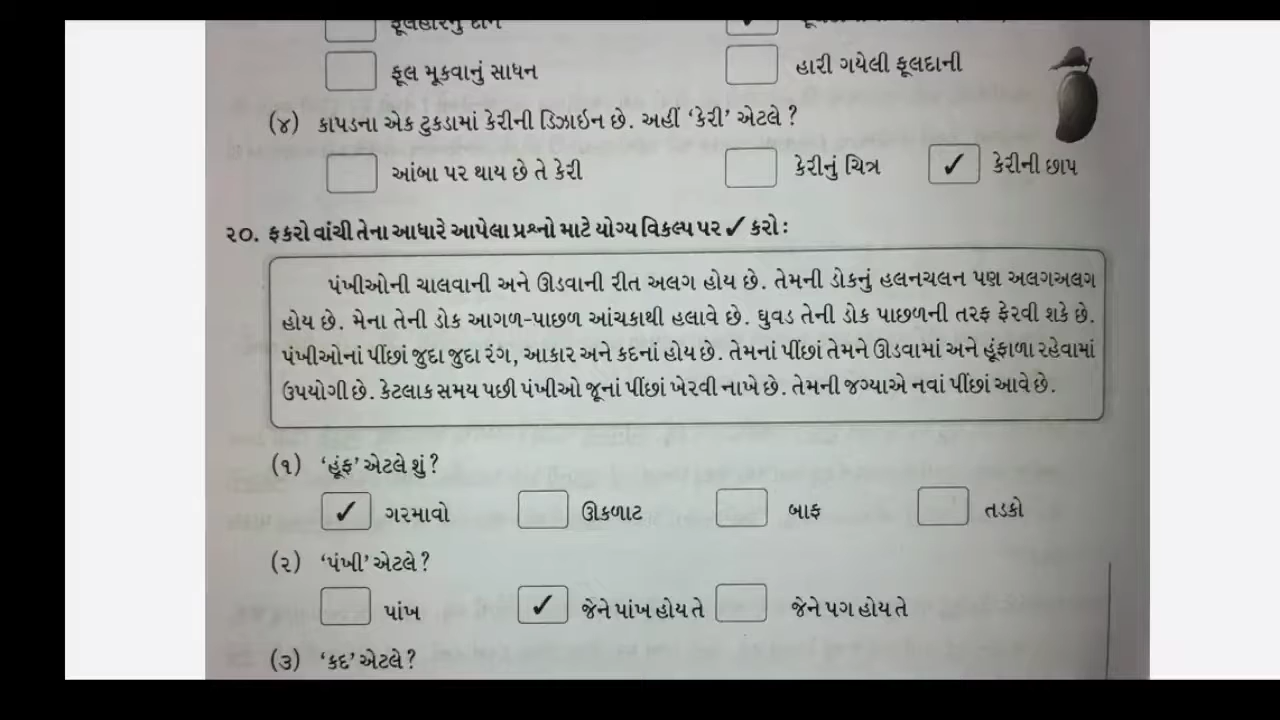 ફૂલ મૂકવાનું સાધન
હારી ગયેલી ફૂલદાની
(૪) કાપડના એક ટુકડામાં કેરીની ડિઝાઈન છે. અહીં ‘કેરી’ એટલે ?
આંબા પર થાય છે તે કેરી
કેરીનું ચિત્ર
✓ કેરીની છાપ
૨૦. ફકરો વાંચી તેના આધારે આપેલા પ્રશ્નો માટે યોગ્ય વિકલ્પ પર ✓ કરો :
પંખીઓની ચાલવાની અને ઊડવાની રીત અલગ હોય છે. તેમની ડોકનું હલનચલન પણ અલગઅલગ
હોય છે. મેના તેની ડોક આગળ-પાછળ આંચકાથી હલાવે છે. ઘુવડ તેની ડોક પાછળની તરફ ફેરવી શકે છે.
પંખીઓનાં પીંછાં જુદા જુદા રંગ, આકાર અને કદનાં હોય છે. તેમનાં પીંછાં તેમને ઊડવામાં અને હૂંફાળા રહેવામાં
ઉપયોગી છે. કેટલાક સમય પછી પંખીઓ જૂનાં પીંછાં ખેરવી નાખે છે. તેમની જગ્યાએ નવાં પીંછાં આવે છે.
(૧) ‘હૂંફ’ એટલે શું ?
✓ ગરમાવો
ઊકળાટ
બાફ
તડકો
(૨) ‘પંખી’ એટલે ?
પાંખ
✓ જેને પાંખ હોય તે
જેને પગ હોય તે
(૩) ‘કદ’ એટલે ?